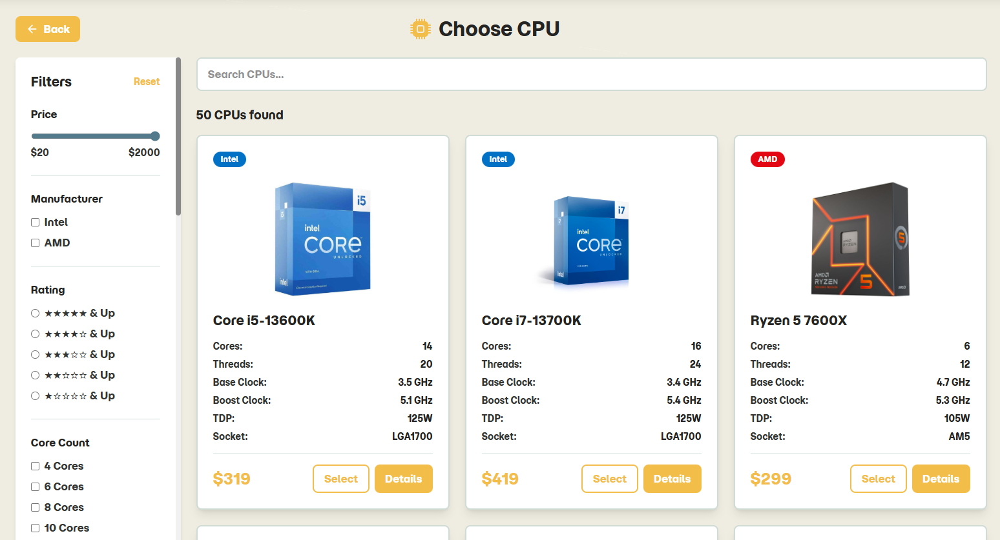 Back
Choose CPU
Filters
Reset
Price
$20
$2000
Manufacturer
Intel
AMD
Rating
★★★★★ & Up
★★★★☆ & Up
★★★☆☆ & Up
★★☆☆☆ & Up
★☆☆☆☆ & Up
Core Count
4 Cores
6 Cores
8 Cores
10 Cores
Search CPUs...
50 CPUs found
Intel
i5
intel
CORE
UNLOCKED
intel
Core i5-13600K
Cores: 14
Threads: 20
Base Clock: 3.5 GHz
Boost Clock: 5.1 GHz
TDP: 125W
Socket: LGA1700
$319
Select
Details
Intel
i7
intel
CORE
UNLOCKED
intel
Core i7-13700K
Cores: 16
Threads: 24
Base Clock: 3.4 GHz
Boost Clock: 5.4 GHz
TDP: 125W
Socket: LGA1700
$419
Select
Details
AMD
AMD
RYZEN
5
AMD
RYZEN
5
AMD
Ryzen 5 7600X
Cores: 6
Threads: 12
Base Clock: 4.7 GHz
Boost Clock: 5.3 GHz
TDP: 105W
Socket: AM5
$299
Select
Details